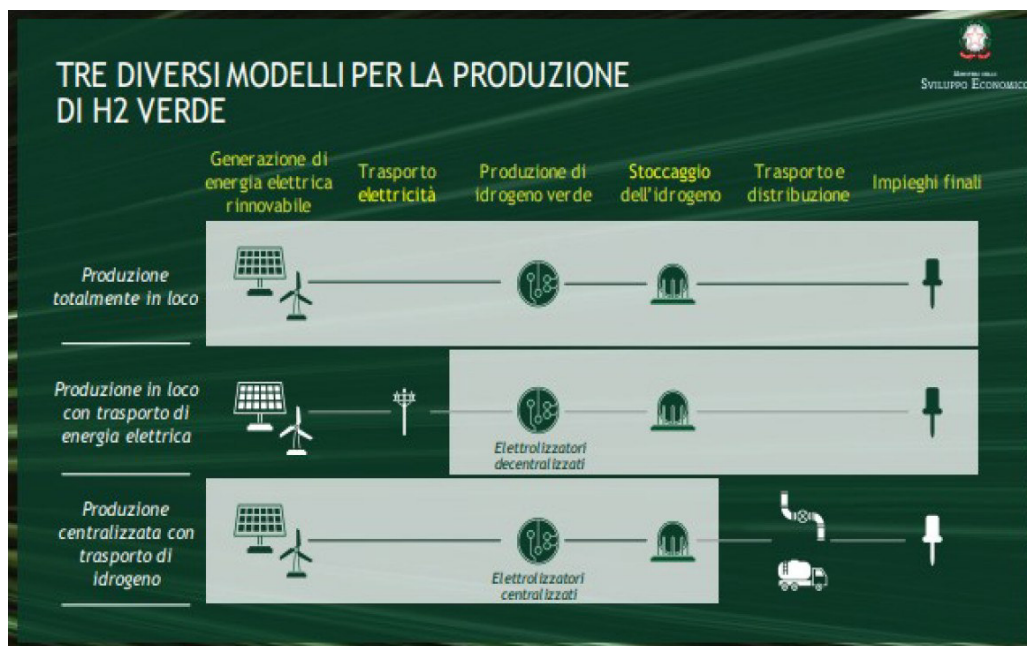 TRE DIVERSI MODELLI PER LA PRODUZIONE
DI H2 VERDE
MINISTERO DELLO
SVILUPPO ECONOMICO
Generazione di
energia elettrica
rinnovabile
Trasporto
elettricità
Produzione di
idrogeno verde
Stoccaggio
dell'idrogeno
Trasporto e
distribuzione
Impieghi finali
Produzione
totalmente in loco
Produzione in loco
con trasporto di
energia elettrica
Elettrolizzatori
decentralizzati
Produzione
centralizzata con
trasporto di
idrogeno
Elettrolizzatori
centralizzati